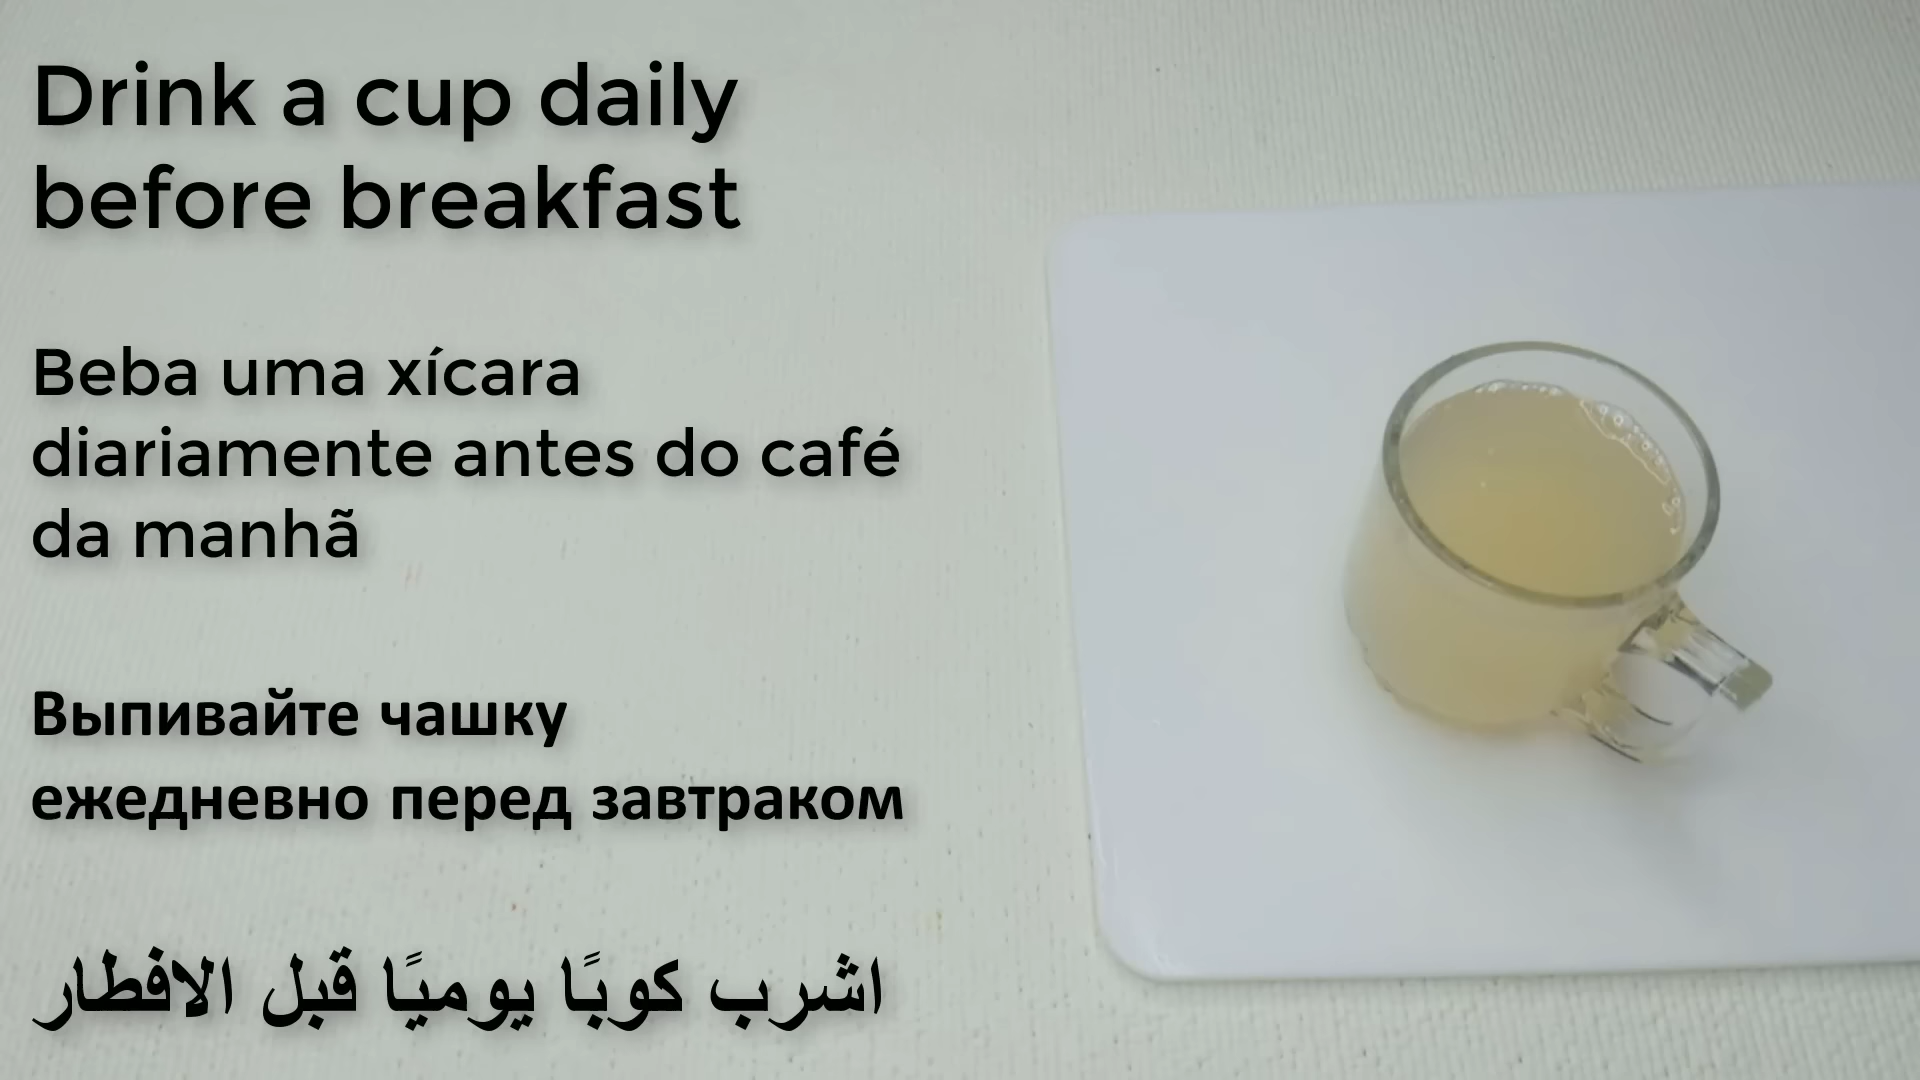 Drink a cup daily
before breakfast
Beba uma xícara
diariamente antes do café
da manhã
Выпивайте чашку
ежедневно перед завтраком
اشرب كوبًا يوميًا قبل الافطار